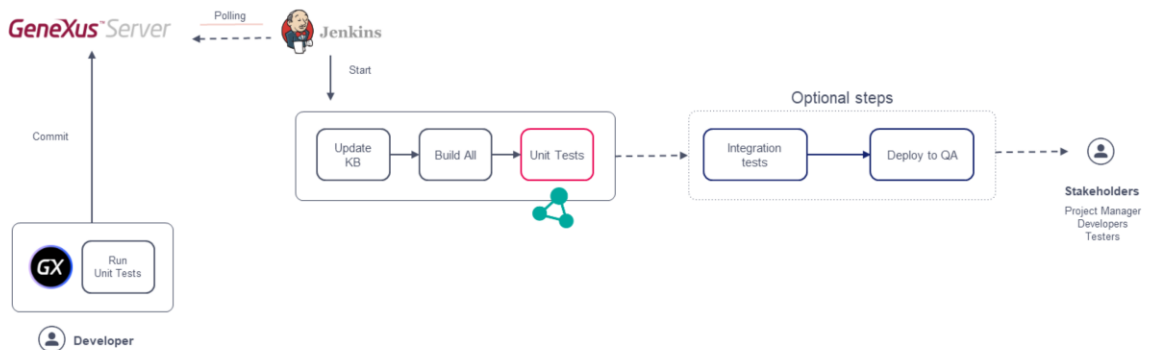 Polling
GeneXus™ Server
Jenkins
Start
Optional steps
Commit
Update
KB
Build All
Unit Tests
Integration
tests
Deploy to QA
Stakeholders
Project Manager
Developers
Testers
GX
Run
Unit Tests
Developer